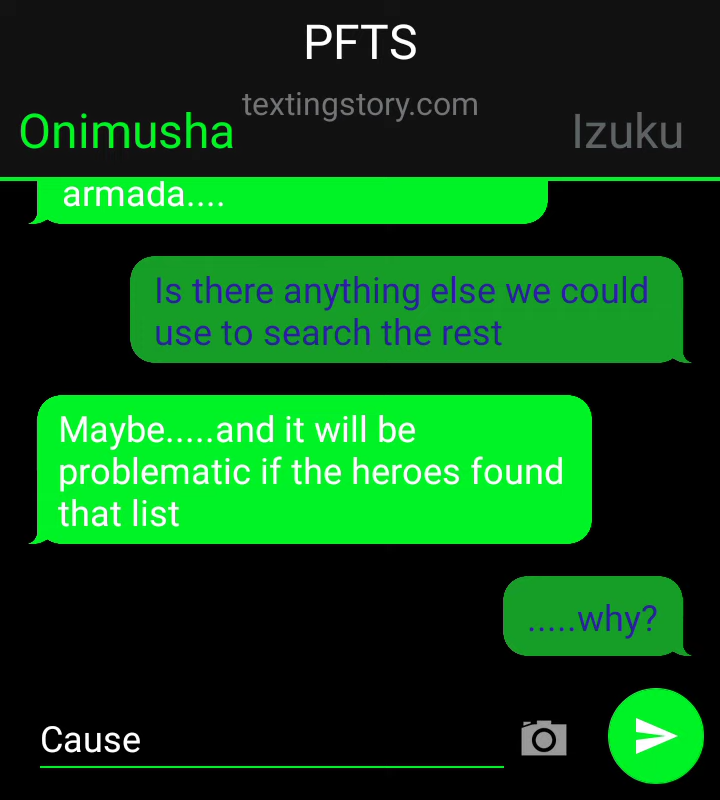 PFTS
textingstory.com
Onimusha
Izuku
armada....
Is there anything else we could
use to search the rest
Maybe.....and it will be
problematic if the heroes found
that list
.....why?
Cause